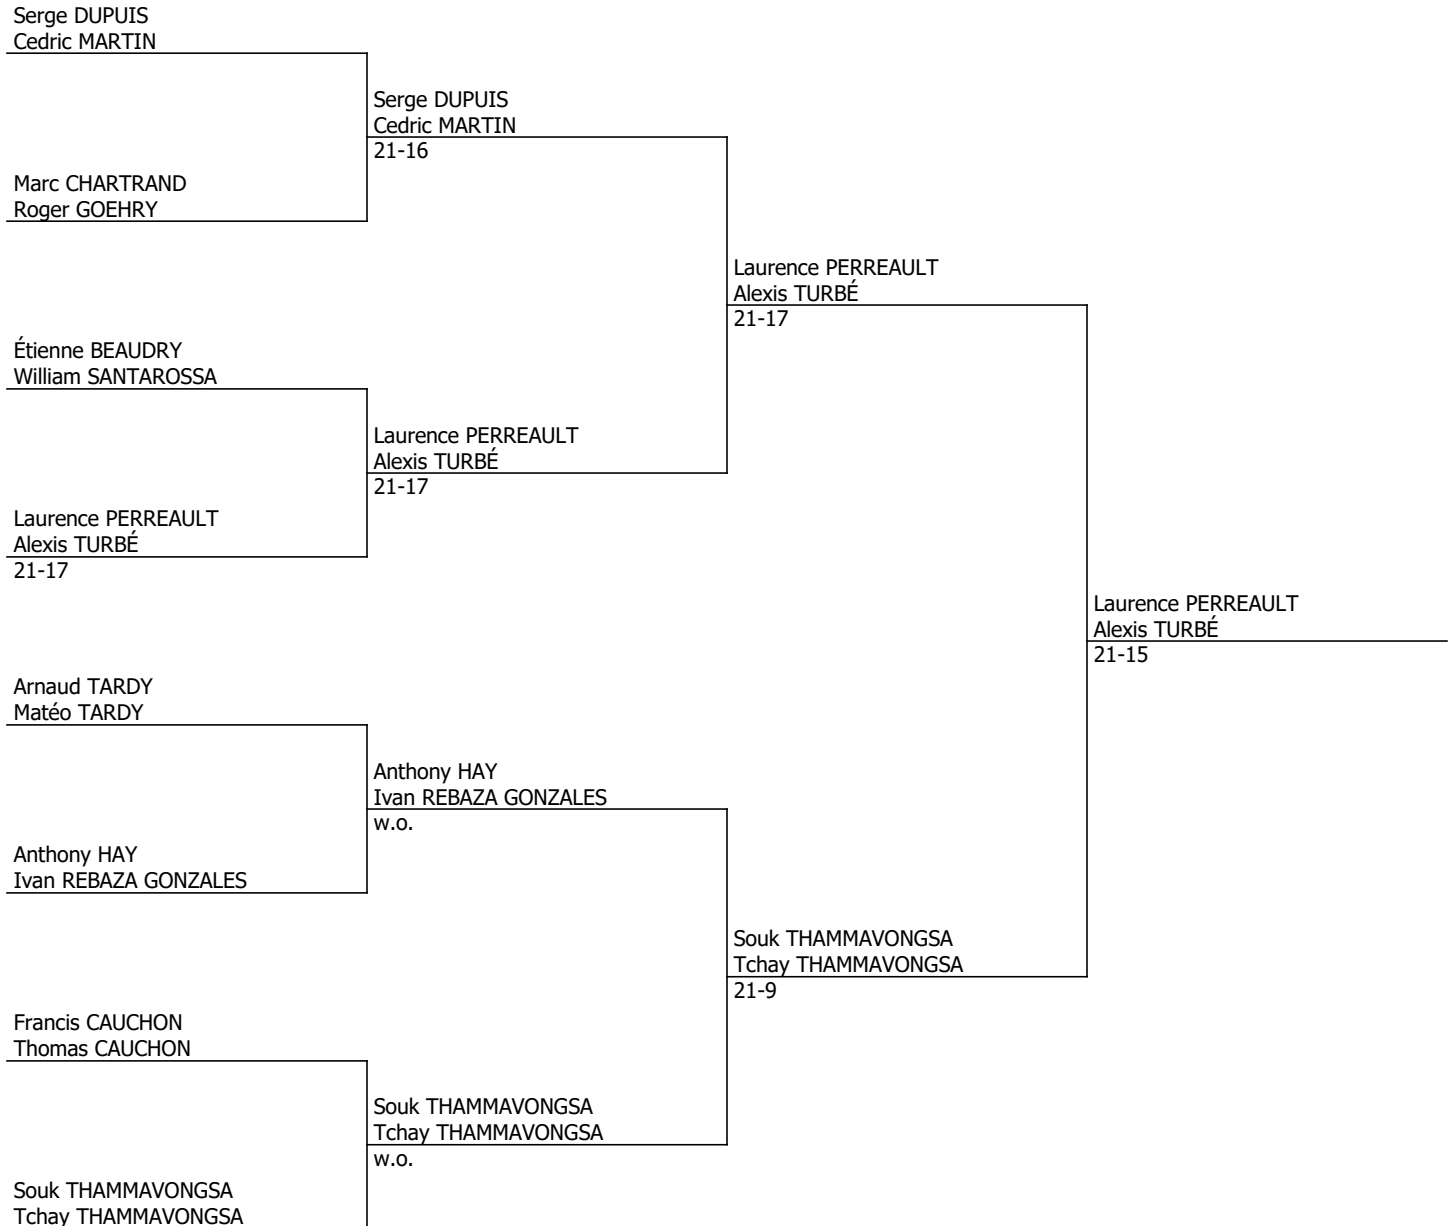 Serge DUPUIS
Cedric MARTIN
Serge DUPUIS
Cedric MARTIN
21-16
Marc CHARTRAND
Roger GOEHRY
Laurence PERREAULT
Alexis TURBÉ
21-17
Étienne BEAUDRY
William SANTAROSSA
Laurence PERREAULT
Alexis TURBÉ
21-17
Laurence PERREAULT
Alexis TURBÉ
21-17
Laurence PERREAULT
Alexis TURBÉ
21-15
Arnaud TARDY
Matéo TARDY
Anthony HAY
Ivan REBAZA GONZALES
w.o.
Anthony HAY
Ivan REBAZA GONZALES
Souk THAMMAVONGSA
Tchay THAMMAVONGSA
21-9
Francis CAUCHON
Thomas CAUCHON
Souk THAMMAVONGSA
Tchay THAMMAVONGSA
w.o.
Souk THAMMAVONGSA
Tchay THAMMAVONGSA